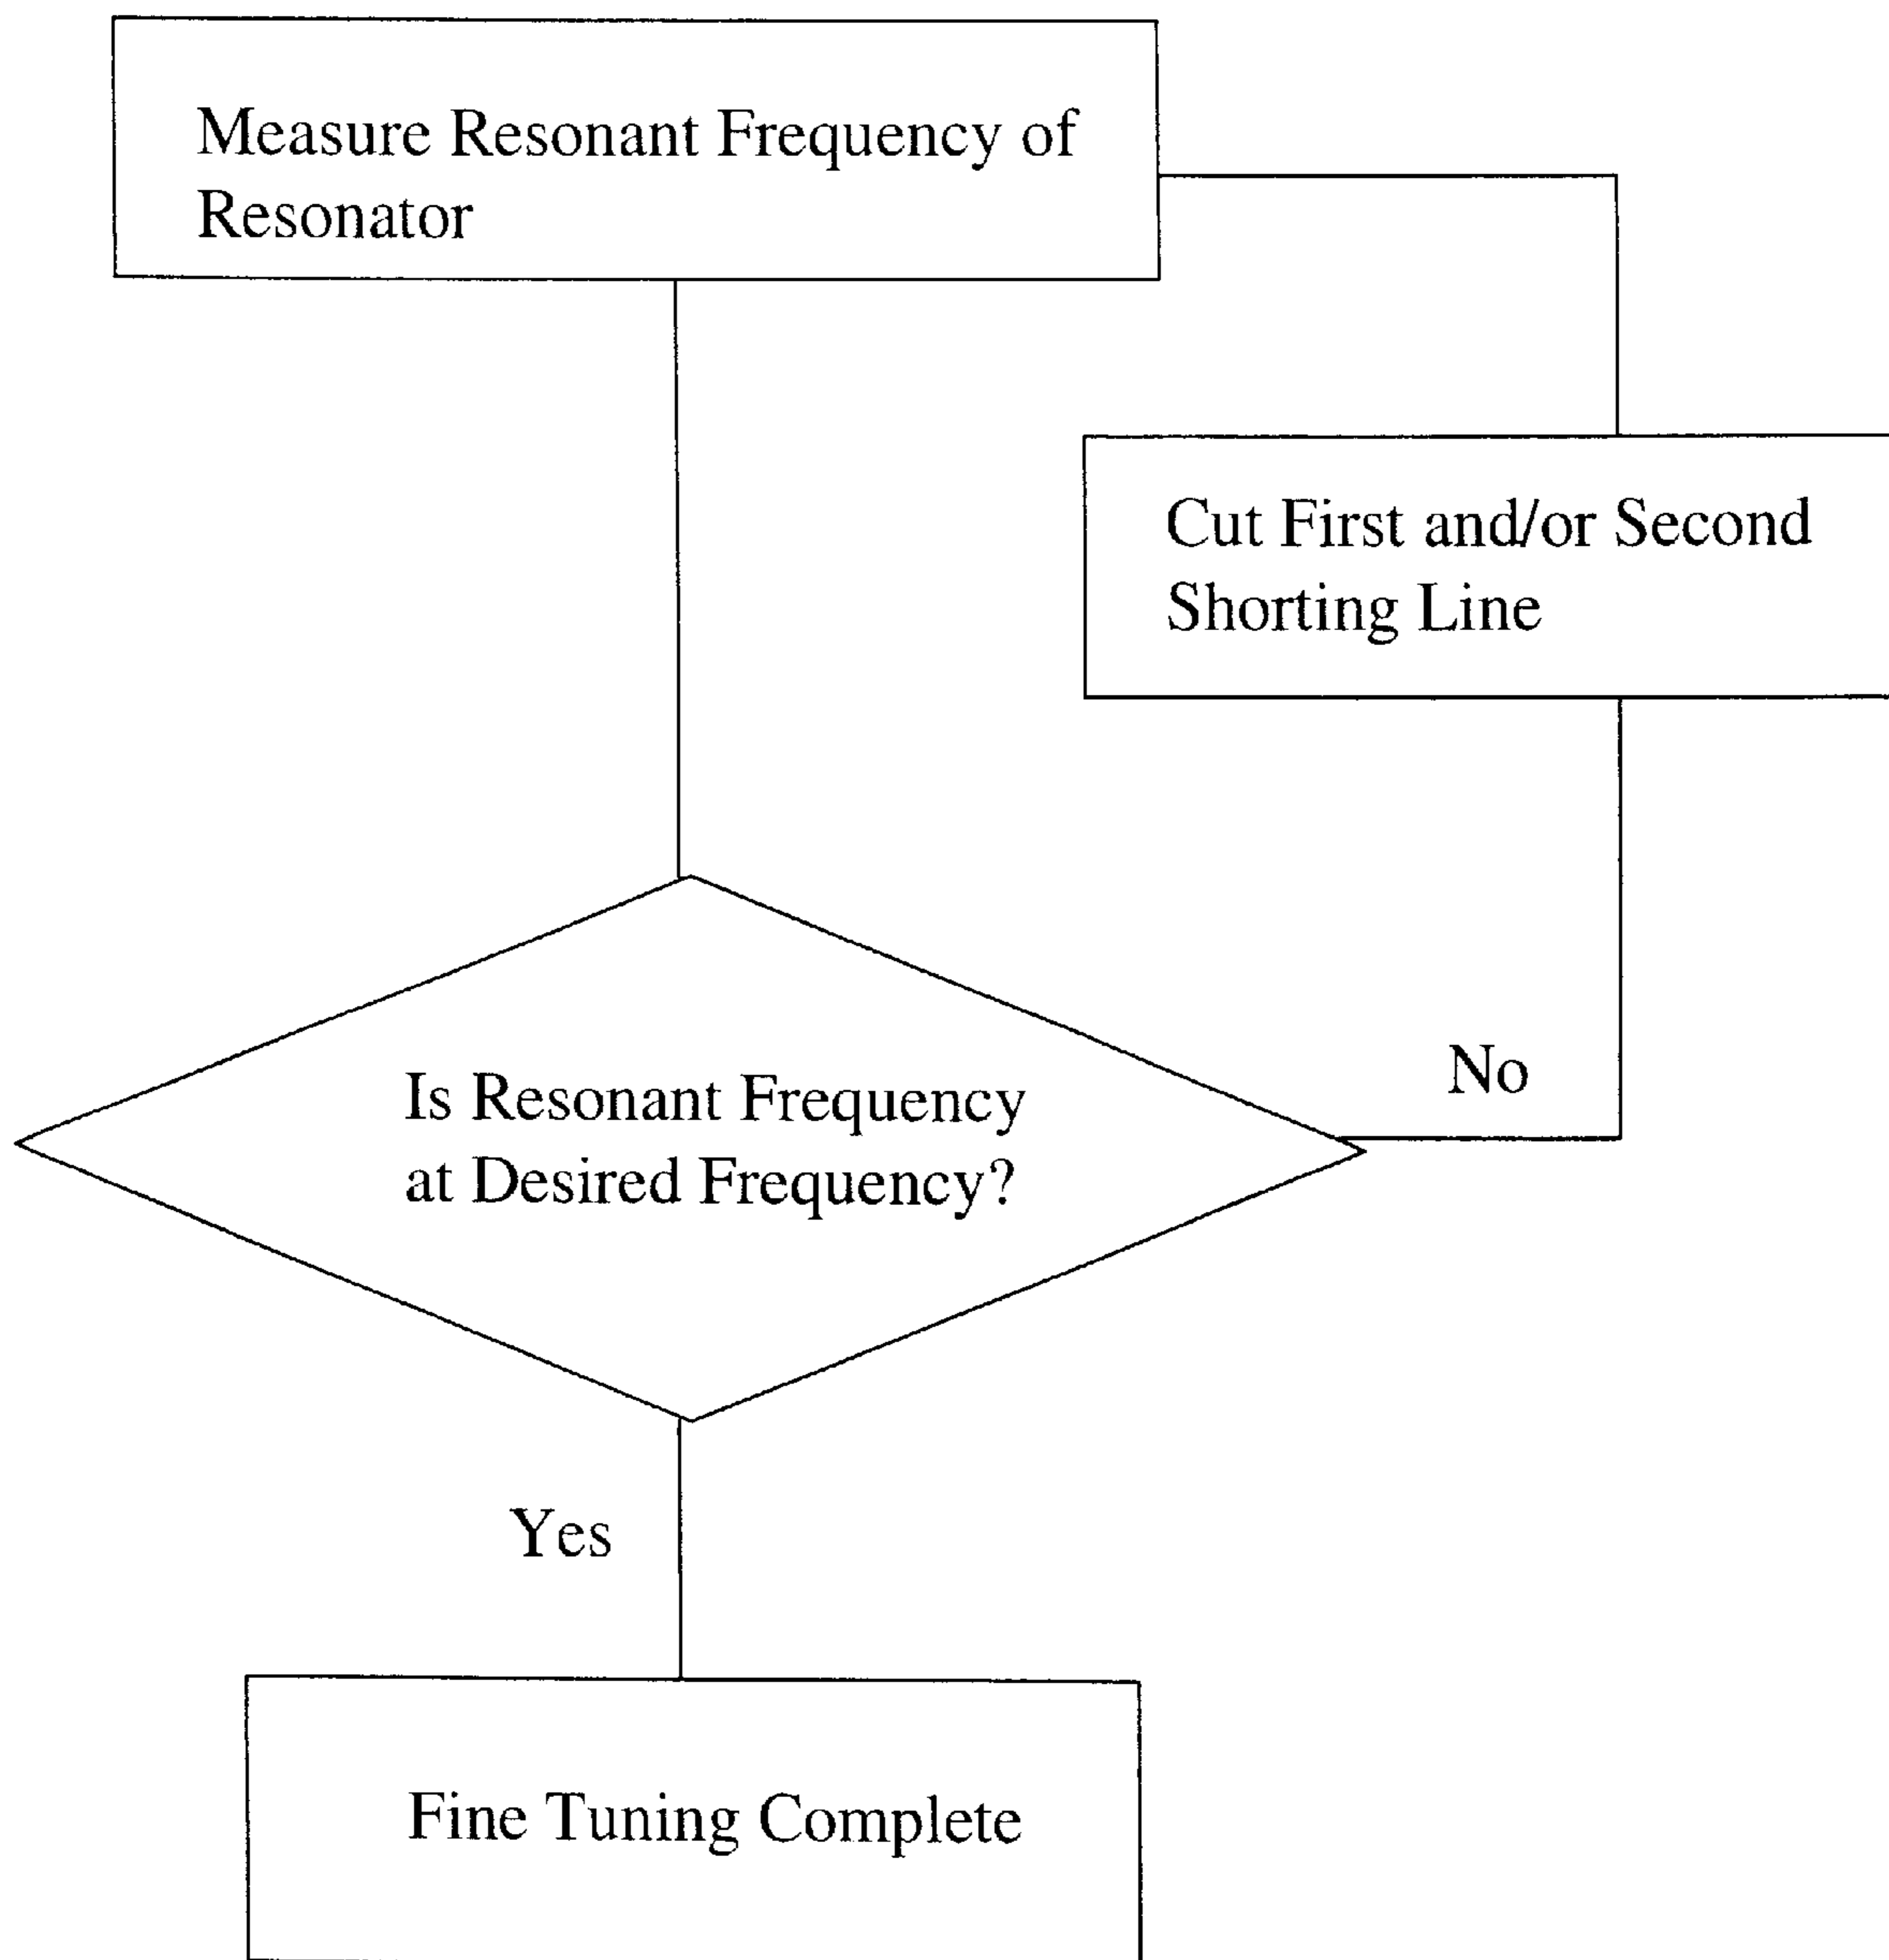 Measure Resonant Frequency of
Resonator
Cut First and/or Second
Shorting Line
Is Resonant Frequency
at Desired Frequency?
No
Yes
Fine Tuning Complete